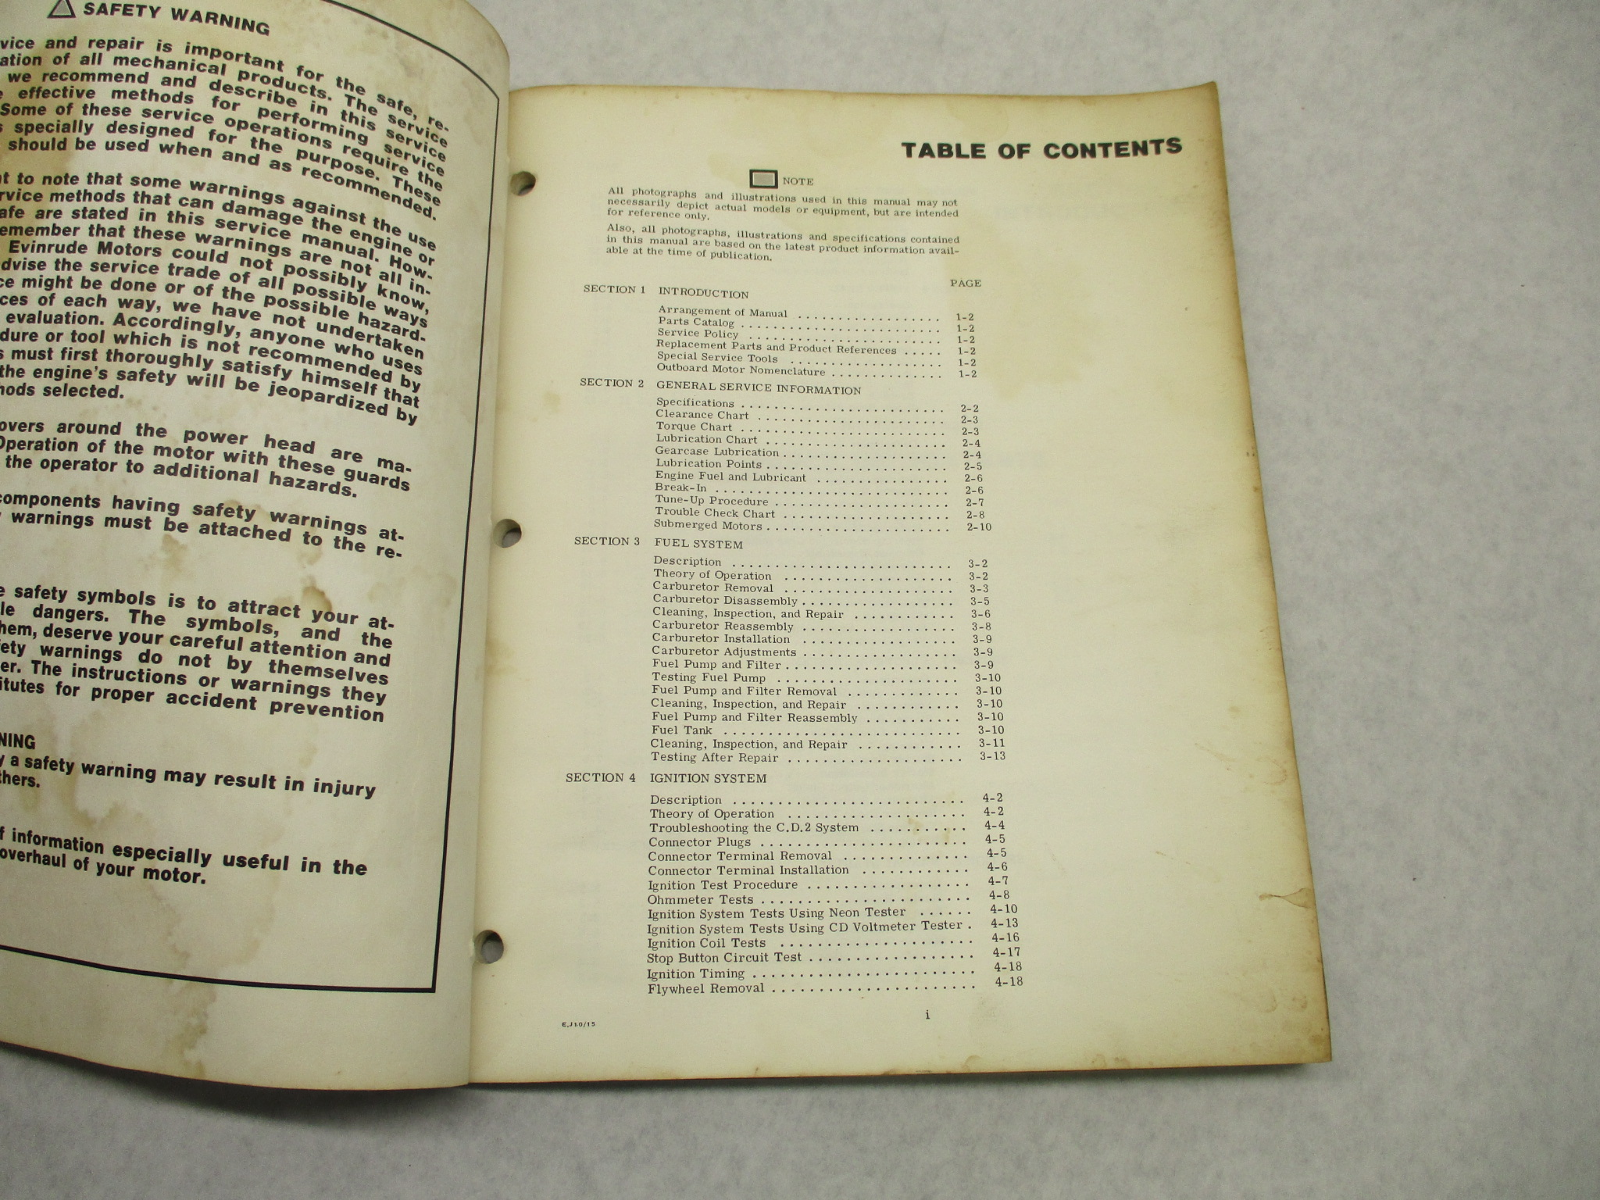 SAFETY WARNING
vice and repair is important for the safe, re-
ation of all mechanical products. The service
we recommend and describe in this service
effective methods for performing service
Some of these service operations require the
specially designed for the purpose. These
should be used when and as recommended.
t to note that some warnings against the use
rvice methods that can damage the engine or
afe are stated in this service manual. How-
emember that these warnings are not all in-
Evinrude Motors could not possibly know,
dvise the service trade of all possible ways
ce might be done or of the possible hazard-
ces of each way, we have not undertaken
evaluation. Accordingly, anyone who uses
dure or tool which is not recommended by
s must first thoroughly satisfy himself that
the engine's safety will be jeopardized by
hods selected.
overs around the power head are ma-
Operation of the motor with these guards
the operator to additional hazards.
components having safety warnings at-
warnings must be attached to the re-
e safety symbols is to attract your at-
le dangers. The symbols, and the
hem, deserve your careful attention and
fety warnings do not by themselves
er. The instructions or warnings they
itutes for proper accident prevention
NING
y a safety warning may result in injury
thers.
f information especially useful in the
overhaul of your motor.
TABLE OF CONTENTS
NOTE
All photographs and illustrations used in this manual may not
necessarily depict actual models or equipment, but are intended
for reference only.
Also, all photographs, illustrations and specifications contained
in this manual are based on the latest product information avail-
able at the time of publication.
PAGE
SECTION 1 INTRODUCTION
Arrangement of Manual . . . . . . . . . . . . . . . . . . 1-2
Parts Catalog . . . . . . . . . . . . . . . . . . . . . . . . . 1-2
Service Policy . . . . . . . . . . . . . . . . . . . . . . . . 1-2
Replacement Parts and Product References . . . . . 1-2
Special Service Tools . . . . . . . . . . . . . . . . . . . 1-2
Outboard Motor Nomenclature . . . . . . . . . . . . . . 1-2
SECTION 2 GENERAL SERVICE INFORMATION
Specifications . . . . . . . . . . . . . . . . . . . . . . . . . 2-2
Clearance Chart . . . . . . . . . . . . . . . . . . . . . . . 2-3
Torque Chart . . . . . . . . . . . . . . . . . . . . . . . . . 2-3
Lubrication Chart . . . . . . . . . . . . . . . . . . . . . . 2-4
Gearcase Lubrication . . . . . . . . . . . . . . . . . . . . 2-4
Lubrication Points . . . . . . . . . . . . . . . . . . . . . . 2-5
Engine Fuel and Lubricant . . . . . . . . . . . . . . . . 2-6
Break-In . . . . . . . . . . . . . . . . . . . . . . . . . . . . 2-6
Tune-Up Procedure . . . . . . . . . . . . . . . . . . . . . 2-7
Trouble Check Chart . . . . . . . . . . . . . . . . . . . . 2-8
Submerged Motors . . . . . . . . . . . . . . . . . . . . . . 2-10
SECTION 3 FUEL SYSTEM
Description . . . . . . . . . . . . . . . . . . . . . . . . . . 3-2
Theory of Operation . . . . . . . . . . . . . . . . . . . . 3-2
Carburetor Removal . . . . . . . . . . . . . . . . . . . . 3-3
Carburetor Disassembly . . . . . . . . . . . . . . . . . . 3-5
Cleaning, Inspection, and Repair . . . . . . . . . . . . 3-6
Carburetor Reassembly . . . . . . . . . . . . . . . . . . 3-8
Carburetor Installation . . . . . . . . . . . . . . . . . . 3-9
Carburetor Adjustments . . . . . . . . . . . . . . . . . . 3-9
Fuel Pump and Filter . . . . . . . . . . . . . . . . . . . . 3-9
Testing Fuel Pump . . . . . . . . . . . . . . . . . . . . . 3-10
Fuel Pump and Filter Removal . . . . . . . . . . . . . 3-10
Cleaning, Inspection, and Repair . . . . . . . . . . . . 3-10
Fuel Pump and Filter Reassembly . . . . . . . . . . . 3-10
Fuel Tank . . . . . . . . . . . . . . . . . . . . . . . . . . . 3-10
Cleaning, Inspection, and Repair . . . . . . . . . . . . 3-11
Testing After Repair . . . . . . . . . . . . . . . . . . . . 3-13
SECTION 4 IGNITION SYSTEM
Description . . . . . . . . . . . . . . . . . . . . . . . . . . 4-2
Theory of Operation . . . . . . . . . . . . . . . . . . . . 4-2
Troubleshooting the C.D.2 System . . . . . . . . . . . 4-4
Connector Plugs . . . . . . . . . . . . . . . . . . . . . . . 4-5
Connector Terminal Removal . . . . . . . . . . . . . . 4-5
Connector Terminal Installation . . . . . . . . . . . . 4-6
Ignition Test Procedure . . . . . . . . . . . . . . . . . . 4-7
Ohmmeter Tests . . . . . . . . . . . . . . . . . . . . . . . 4-8
Ignition System Tests Using Neon Tester . . . . . . 4-10
Ignition System Tests Using CD Voltmeter Tester . 4-13
Ignition Coil Tests . . . . . . . . . . . . . . . . . . . . . 4-16
Stop Button Circuit Test . . . . . . . . . . . . . . . . . . 4-17
Ignition Timing . . . . . . . . . . . . . . . . . . . . . . . . 4-18
Flywheel Removal . . . . . . . . . . . . . . . . . . . . . . 4-18
i
EJ10/15